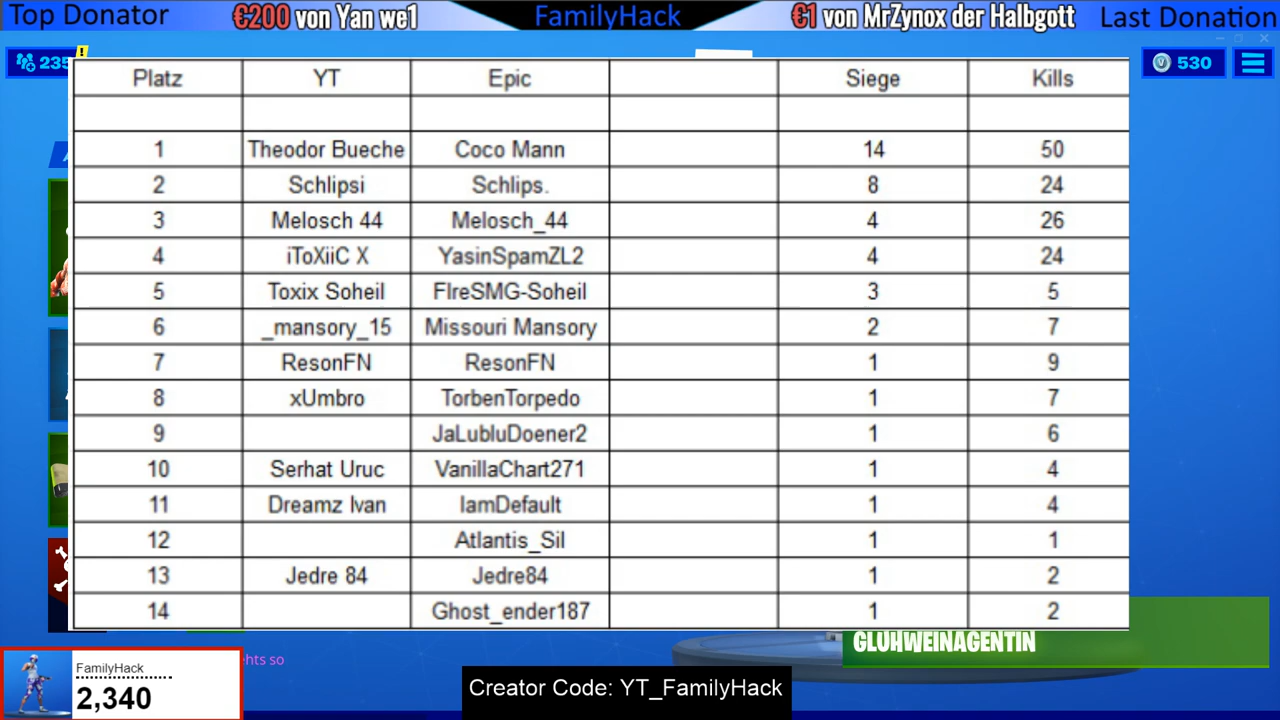 Top Donator €200 von Yan we1 FamilyHack €1 von MrZynox der Halbgott Last Donation
235 ! 530
Platz YT Epic Siege Kills
1 Theodor Bueche Coco Mann 14 50
2 Schlipsi Schlips. 8 24
3 Melosch 44 Melosch_44 4 26
4 iToXiiC X YasinSpamZL2 4 24
5 Toxix Soheil FIreSMG-Soheil 3 5
6 _mansory_15 Missouri Mansory 2 7
7 ResonFN ResonFN 1 9
8 xUmbro TorbenTorpedo 1 7
9 JaLubluDoener2 1 6
10 Serhat Uruc VanillaChart271 1 4
11 Dreamz Ivan IamDefault 1 4
12 Atlantis_Sil 1 1
13 Jedre 84 Jedre84 1 2
14 Ghost_ender187 1 2
GLÜHWEINAGENTIN
so
FamilyHack
2,340
Creator Code: YT_FamilyHack